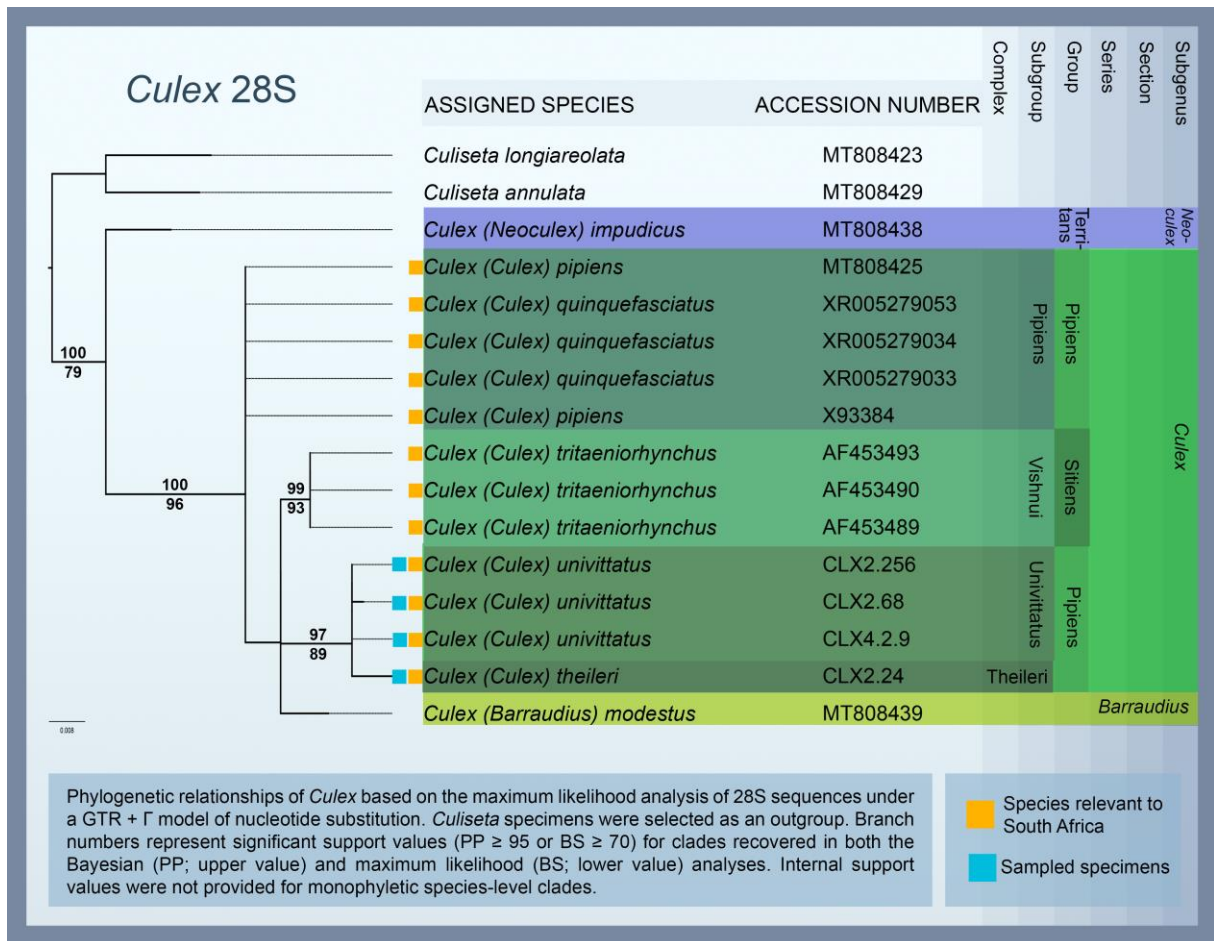 Culex 28S
ASSIGNED SPECIES
ACCESSION NUMBER
Complex
Subgroup
Group
Series
Section
Subgenus
Culiseta longiareolata MT808423
Culiseta annulata MT808429
Culex (Neoculex) impudicus MT808438
Terri-
tans
Neo-
culex
Culex (Culex) pipiens MT808425
Culex (Culex) quinquefasciatus XR005279053
Culex (Culex) quinquefasciatus XR005279034
Culex (Culex) quinquefasciatus XR005279033
Culex (Culex) pipiens X93384
Pipiens
Pipiens
Culex (Culex) tritaeniorhynchus AF453493
Culex (Culex) tritaeniorhynchus AF453490
Culex (Culex) tritaeniorhynchus AF453489
Vishnui
Sitiens
Culex
Culex (Culex) univittatus CLX2.256
Culex (Culex) univittatus CLX2.68
Culex (Culex) univittatus CLX4.2.9
Univittatus
Pipiens
Culex (Culex) theileri CLX2.24 Theileri
Culex (Barraudius) modestus MT808439 Barraudius
100
79
100
96
99
93
97
89
0.008
Phylogenetic relationships of Culex based on the maximum likelihood analysis of 28S sequences under
a GTR + Γ model of nucleotide substitution. Culiseta specimens were selected as an outgroup. Branch
numbers represent significant support values (PP ≥ 95 or BS ≥ 70) for clades recovered in both the
Bayesian (PP; upper value) and maximum likelihood (BS; lower value) analyses. Internal support
values were not provided for monophyletic species-level clades.
Species relevant to
South Africa
Sampled specimens